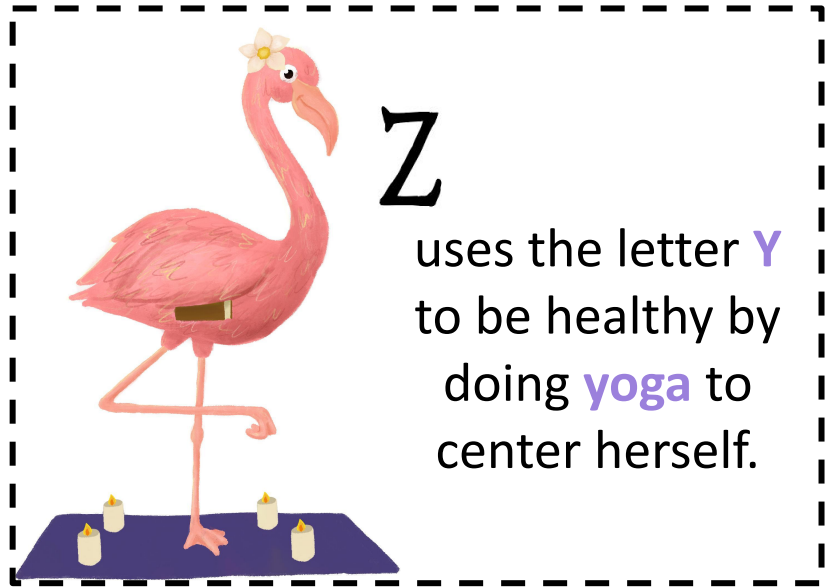 Z
uses the letter Y
to be healthy by
doing yoga to
center herself.